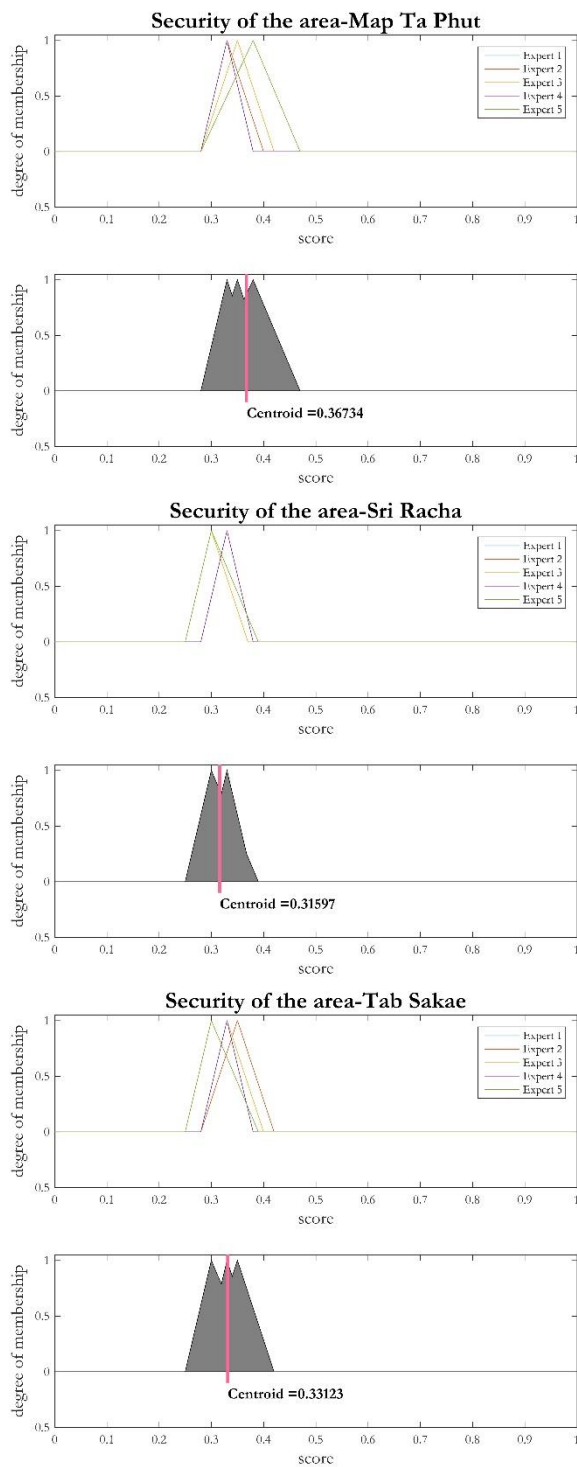 Security of the area-Map Ta Phut
degree of membership
1
0.5
0
0.5
Expert 1
Expert 2
Expert 3
Expert 4
Expert 5
0 0.1 0.2 0.3 0.4 0.5 0.6 0.7 0.8 0.9 1
score
degree of membership
1
0.5
0
0.5
Centroid =0.36734
0 0.1 0.2 0.3 0.4 0.5 0.6 0.7 0.8 0.9 1
score
Security of the area-Sri Racha
degree of membership
1
0.5
0
0.5
Expert 1
Expert 2
Expert 3
Expert 4
Expert 5
0 0.1 0.2 0.3 0.4 0.5 0.6 0.7 0.8 0.9 1
score
degree of membership
1
0.5
0
0.5
Centroid =0.31597
0 0.1 0.2 0.3 0.4 0.5 0.6 0.7 0.8 0.9 1
score
Security of the area-Tab Sakae
degree of membership
1
0.5
0
0.5
Expert 1
Expert 2
Expert 3
Expert 4
Expert 5
0 0.1 0.2 0.3 0.4 0.5 0.6 0.7 0.8 0.9 1
score
degree of membership
1
0.5
0
0.5
Centroid =0.33123
0 0.1 0.2 0.3 0.4 0.5 0.6 0.7 0.8 0.9 1
score